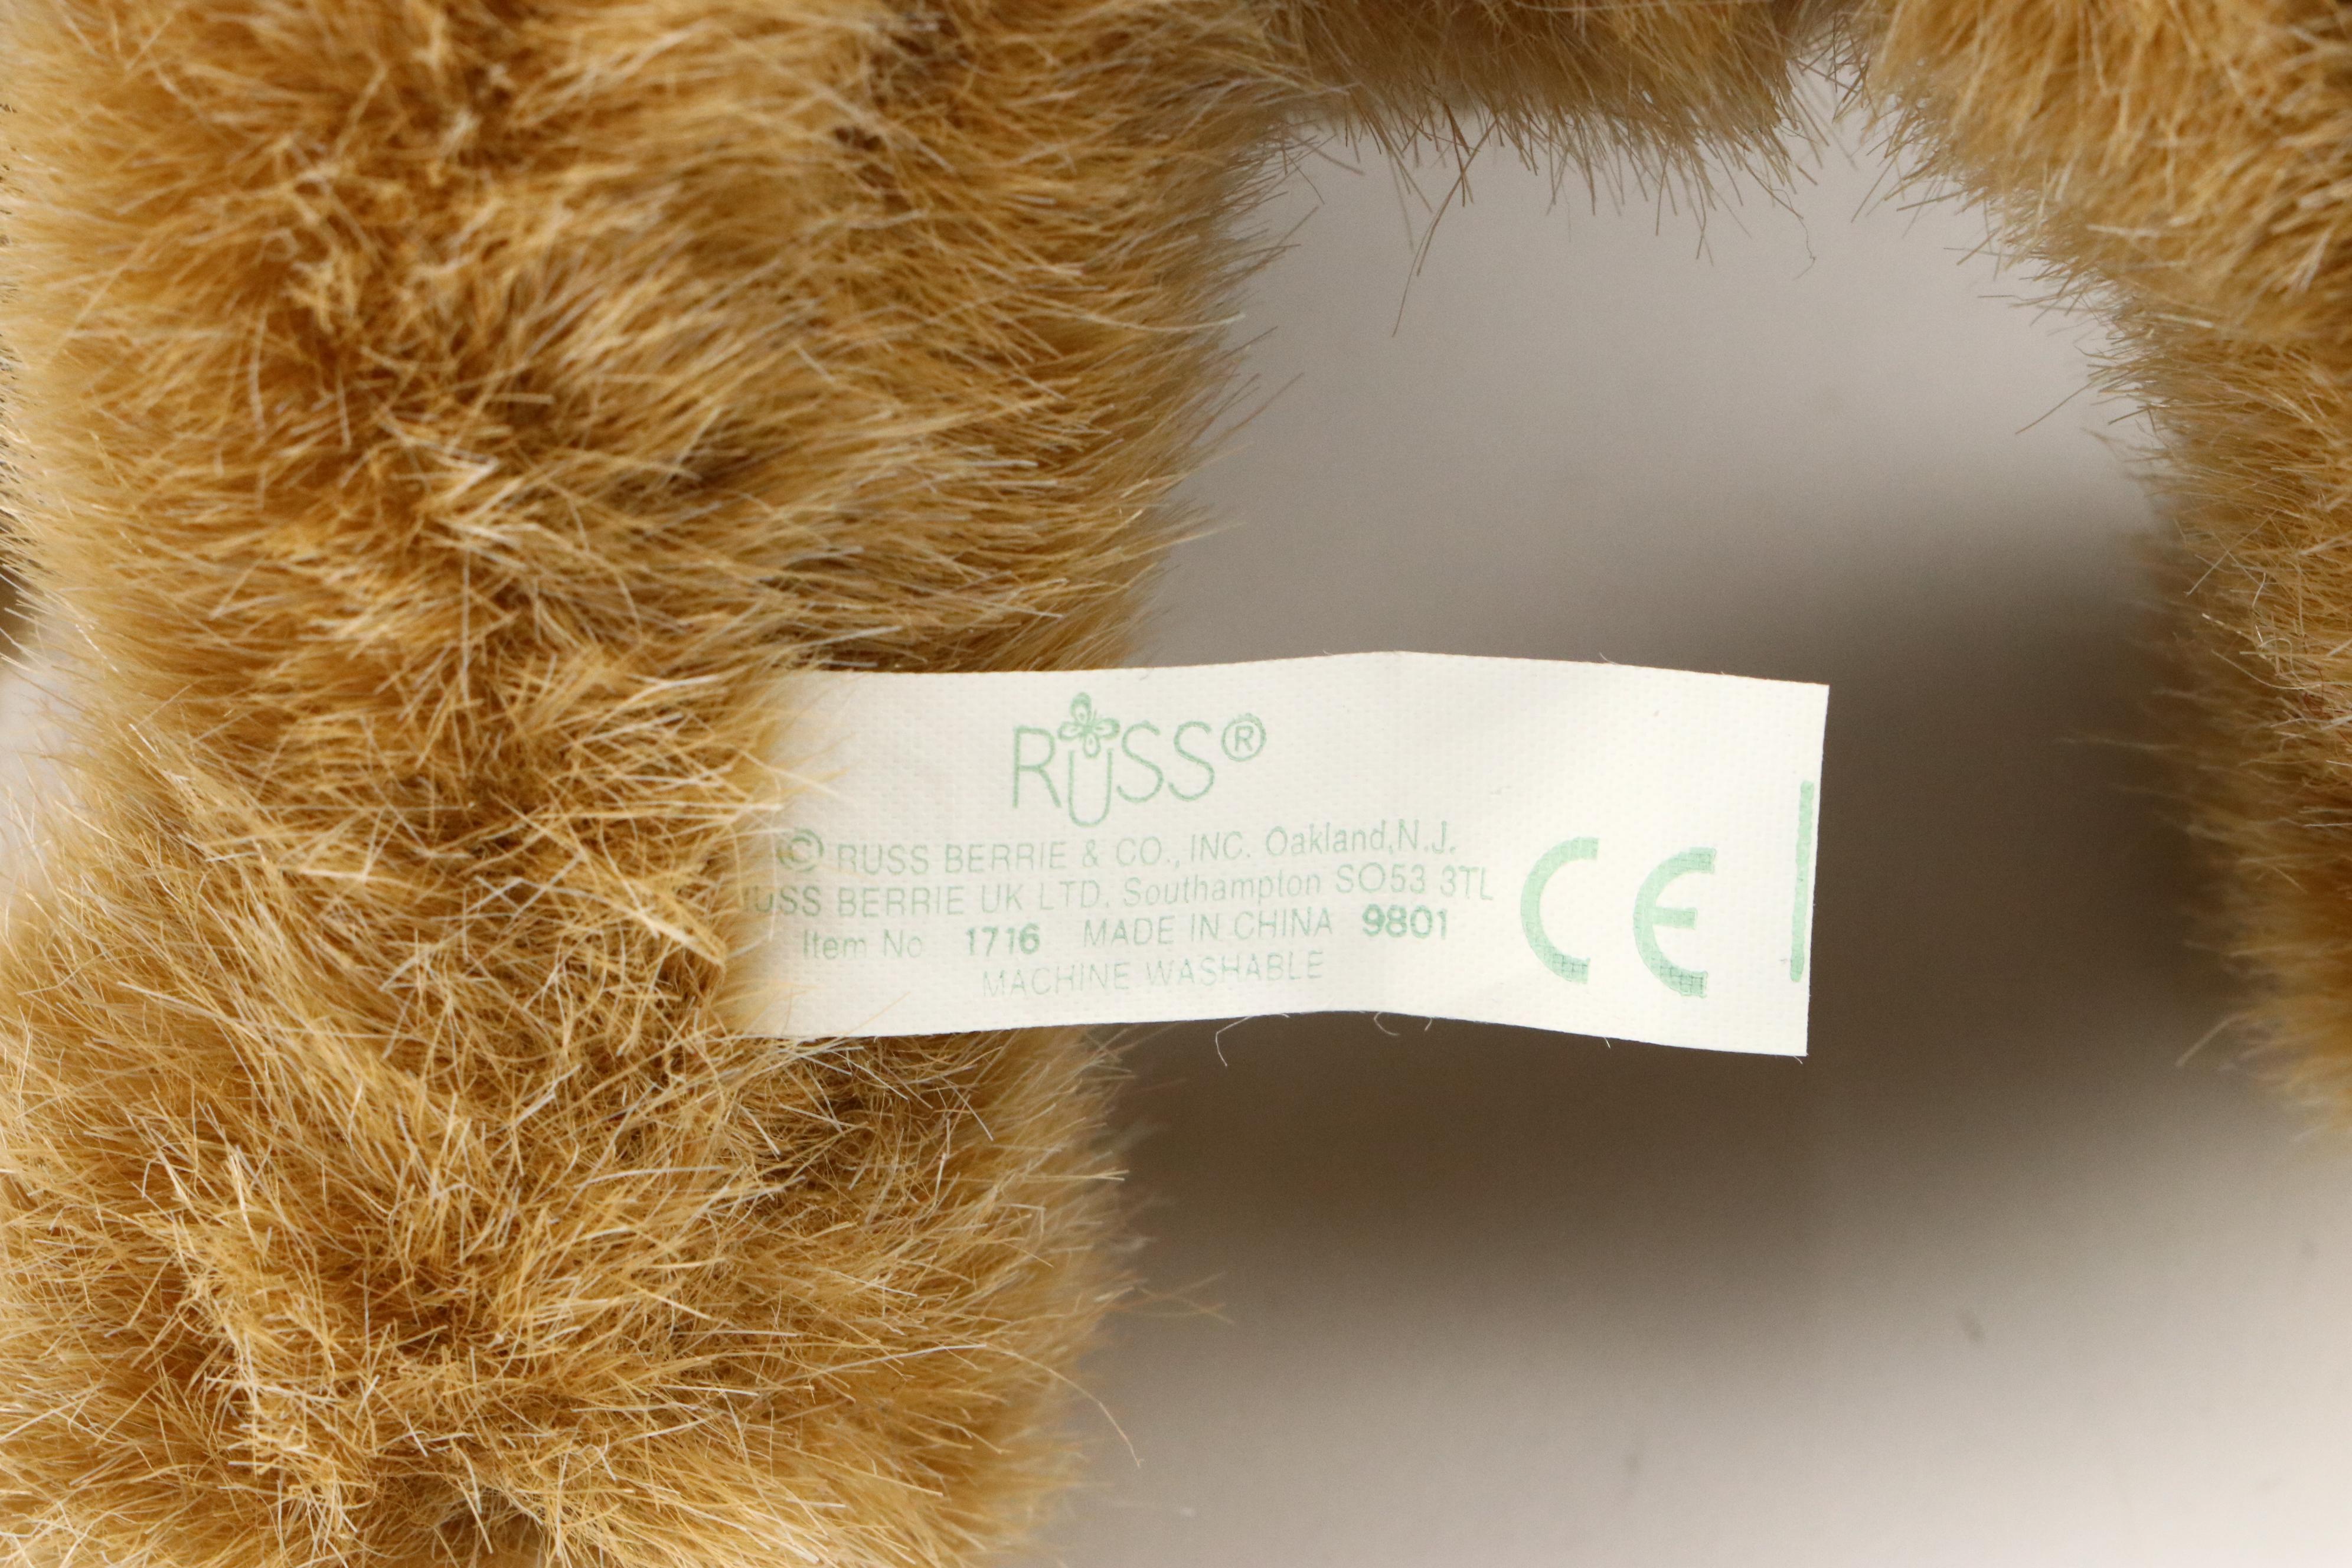 RUSS®
© RUSS BERRIE & CO., INC. Oakland, N.J.
RUSS BERRIE UK LTD, Southampton SO53 3TL
Item No 1716 MADE IN CHINA 9801
MACHINE WASHABLE
CE